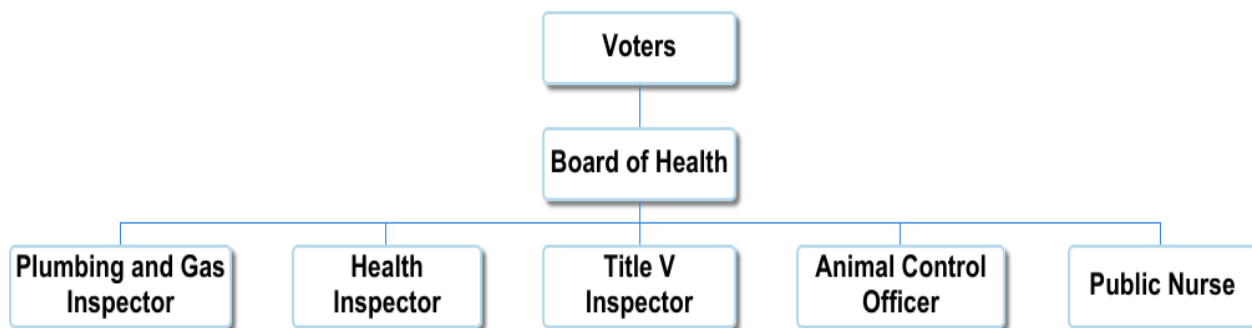 Voters
Board of Health
Plumbing and Gas
Inspector
Health
Inspector
Title V
Inspector
Animal Control
Officer
Public Nurse